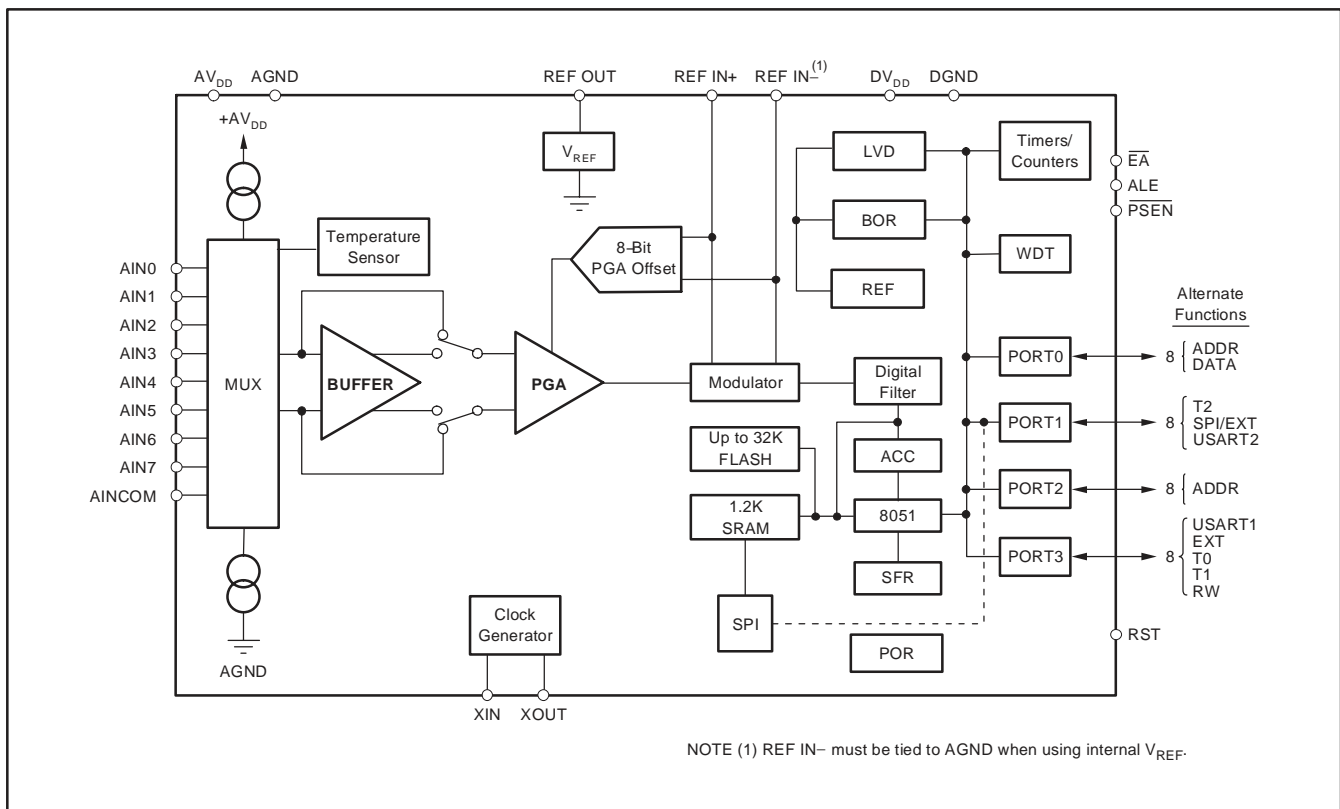 AVDD AGND REF OUT REF IN+ REF IN−(1) DVDD DGND
+AVDD
VREF
LVD
Timers/
Counters
EA
ALE
PSEN
BOR
Temperature
Sensor
8−Bit
PGA Offset
WDT
REF
AIN0
AIN1
AIN2
AIN3
AIN4
AIN5
AIN6
AIN7
AINCOM
MUX
BUFFER
PGA
Modulator
Digital
Filter
Alternate
Functions
PORT0
8
ADDR
DATA
PORT1
8
T2
SPI/EXT
USART2
Up to 32K
FLASH
ACC
PORT2
8
ADDR
1.2K
SRAM
8051
PORT3
8
USART1
EXT
T0
T1
RW
SFR
SPI
Clock
Generator
POR
RST
AGND
XIN XOUT
NOTE (1) REF IN− must be tied to AGND when using internal VREF.